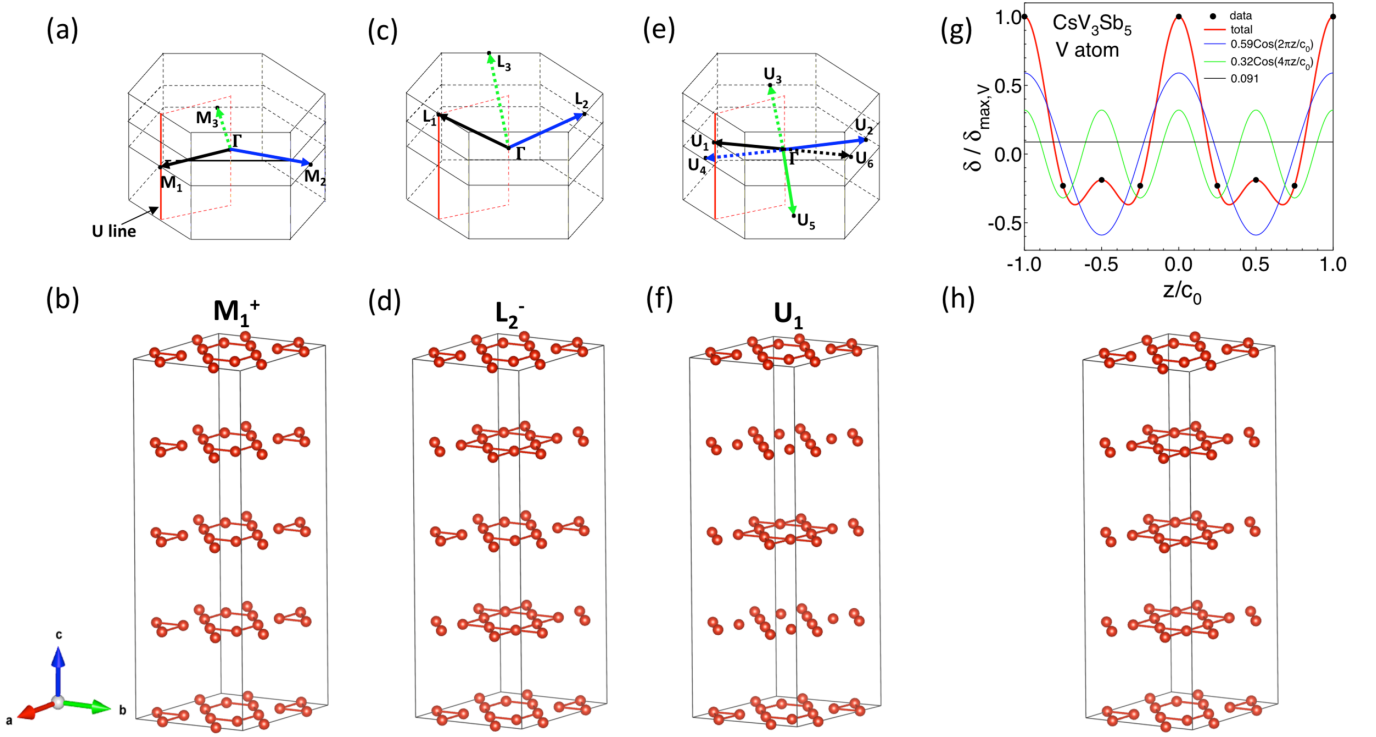 (a)
M₃
Γ
M₁
M₂
U line
(c)
L₃
L₁
L₂
Γ
(e)
U₃
U₂
U₁
Γ
U₄
U₆
U₅
(g)
CsV₃Sb₅
V atom
data
total
0.59Cos(2πz/c₀)
0.32Cos(4πz/c₀)
0.091
δ / δmax,V
1.0
0.5
0.0
-0.5
-1.0
-0.5
0.0
0.5
1.0
z/c₀
(b)
M₁⁺
(d)
L₂⁻
(f)
U₁
(h)
c
a
b